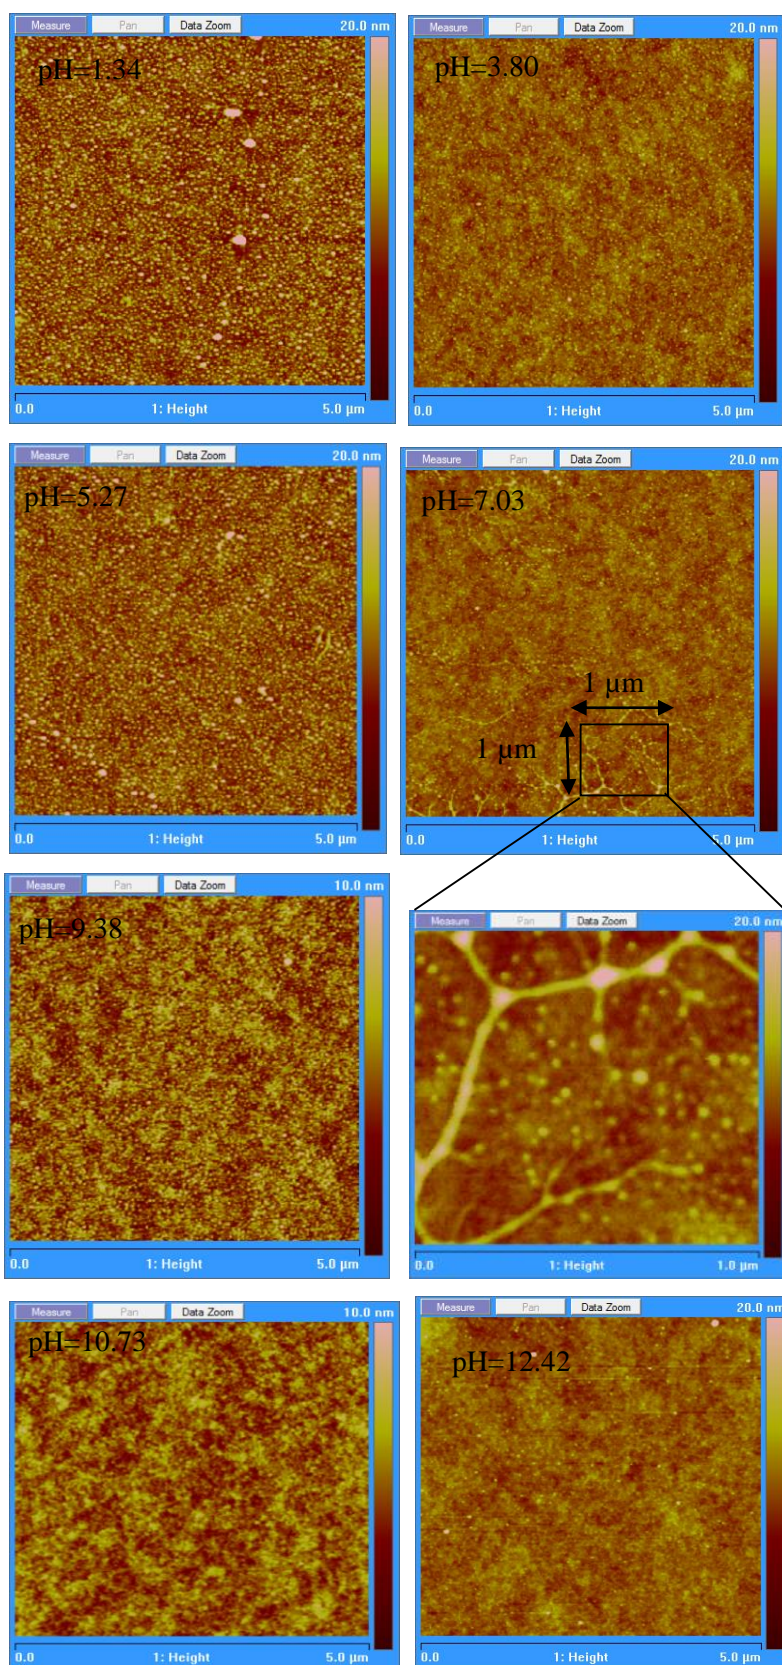 Measure Pan Data Zoom 20.0 nm
pH=1.34
0.0 1: Height 5.0 µm
Measure Pan Data Zoom 20.0 nm
pH=3.80
0.0 1: Height 5.0 µm
Measure Pan Data Zoom 20.0 nm
pH=5.27
0.0 1: Height 5.0 µm
Measure Pan Data Zoom 20.0 nm
pH=7.03
1 µm
1 µm
0.0 1: Height 5.0 µm
Measure Pan Data Zoom 10.0 nm
pH=9.38
0.0 1: Height 5.0 µm
Measure Pan Data Zoom 20.0 nm
0.0 1: Height 1.0 µm
Measure Pan Data Zoom 10.0 nm
pH=10.73
0.0 1: Height 5.0 µm
Measure Pan Data Zoom 20.0 nm
pH=12.42
0.0 1: Height 5.0 µm